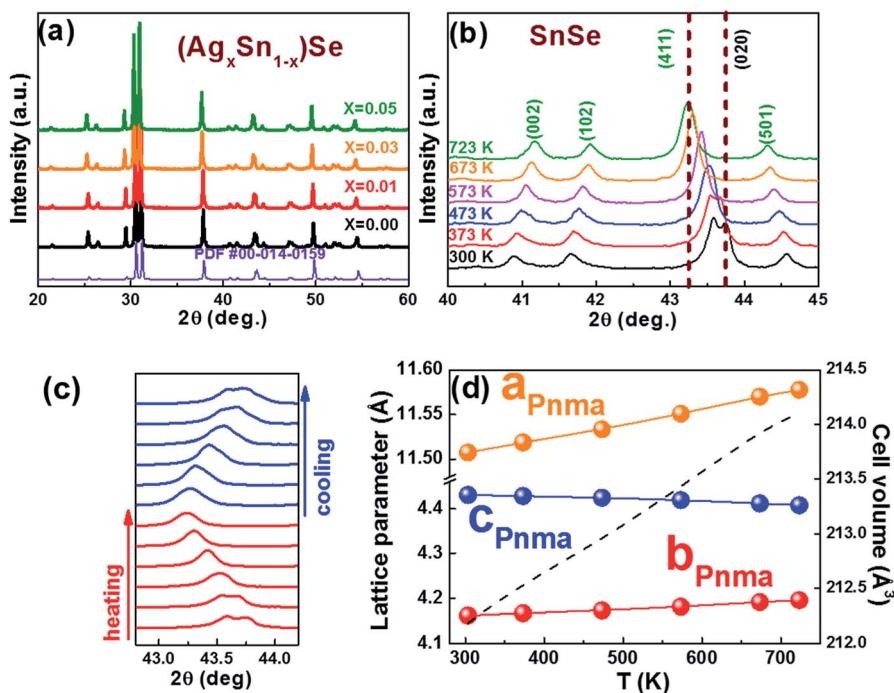 (a)
(AgxSn1-x)Se
X=0.05
X=0.03
X=0.01
X=0.00
PDF #00-014-0159
Intensity (a.u.)
20 30 40 50 60
2θ (deg.)
(b)
SnSe
(411)
(020)
(002)
(102)
(501)
723 K
673 K
573 K
473 K
373 K
300 K
Intensity (a.u.)
40 41 42 43 44 45
2θ (deg.)
(c)
heating
cooling
43.0 43.5 44.0
2θ (deg.)
(d)
aPnma
cPnma
bPnma
Lattice parameter (Å)
11.60
11.55
11.50
4.4
4.3
4.2
4.1
Cell volume (Å3)
214.5
214.0
213.5
213.0
212.5
212.0
300 400 500 600 700
T (K)